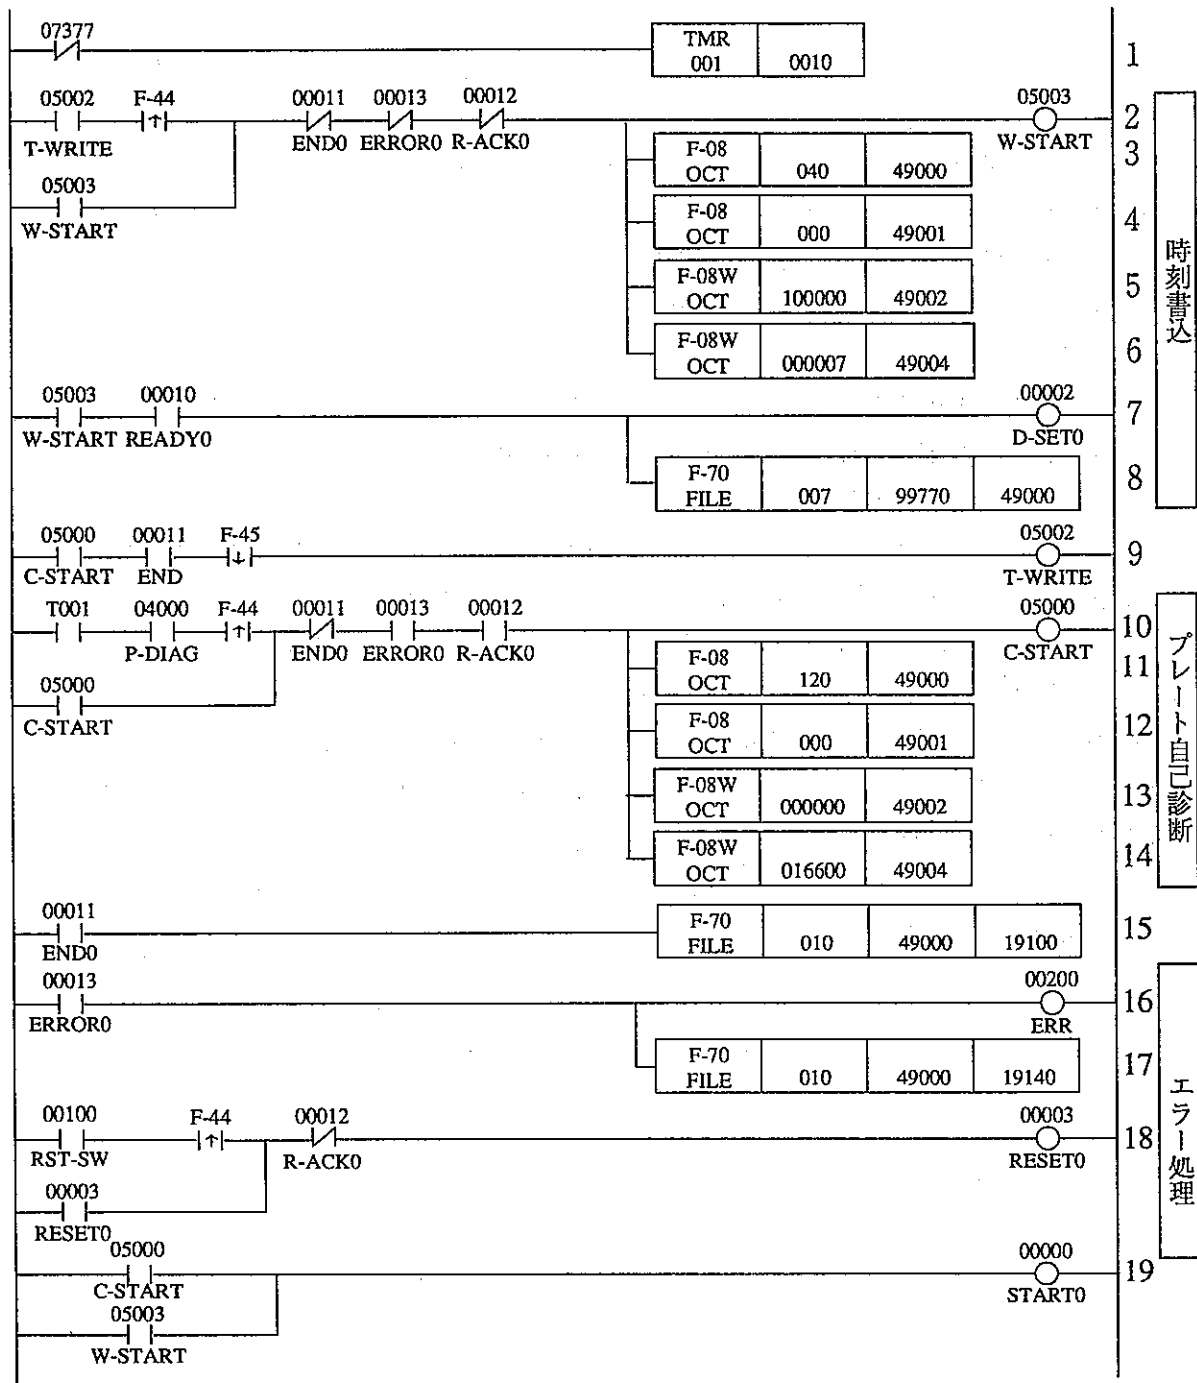 07377
TMR
001 0010
1
05002 F-44 00011 00013 00012 05003
T-WRITE END0 ERROR0 R-ACK0 W-START
2
F-08
OCT 040 49000
3
05003
W-START
F-08
OCT 000 49001
4
F-08W
OCT 100000 49002
5
F-08W
OCT 000007 49004
6
05003 00010 00002
W-START READY0 D-SET0
7
F-70
FILE 007 99770 49000
8
時刻書込
05000 00011 F-45 05002
C-START END T-WRITE
9
T001 04000 F-44 00011 00013 00012 05000
P-DIAG END0 ERROR0 R-ACK0 C-START
10
F-08
OCT 120 49000
11
05000
C-START
F-08
OCT 000 49001
12
F-08W
OCT 000000 49002
13
F-08W
OCT 016600 49004
14
プレート自己診断
00011
END0
F-70
FILE 010 49000 19100
15
00013 00200
ERROR0 ERR
16
F-70
FILE 010 49000 19140
17
00100 F-44 00012 00003
RST-SW R-ACK0 RESET0
18
00003
RESET0
エラー処理
05000 00000
C-START START0
19
05003
W-START